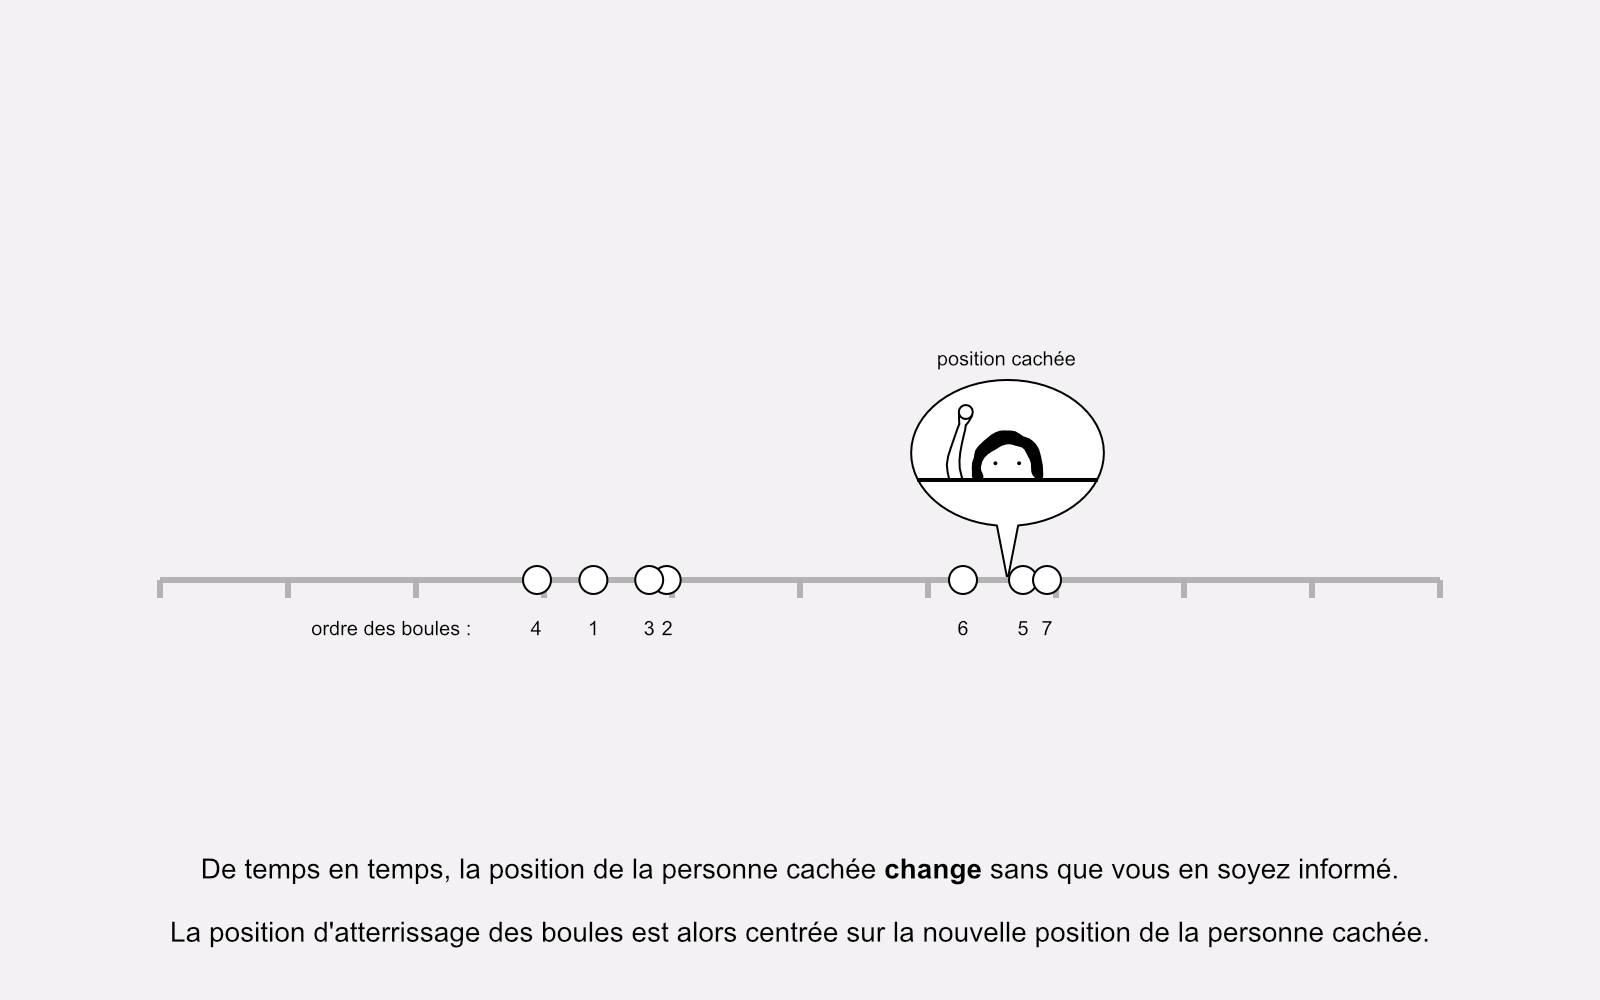 position cachée
ordre des boules : 4 1 3 2 6 5 7
De temps en temps, la position de la personne cachée change sans que vous en soyez informé.
La position d'atterrissage des boules est alors centrée sur la nouvelle position de la personne cachée.